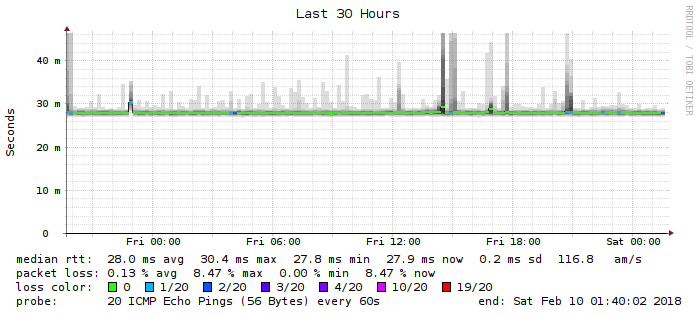 Last 30 Hours
RRDTOOL / TOBI OETIKER
Seconds
40 m
30 m
20 m
10 m
0
Fri 00:00 Fri 06:00 Fri 12:00 Fri 18:00 Sat 00:00
median rtt: 28.0 ms avg 30.4 ms max 27.8 ms min 27.9 ms now 0.2 ms sd 116.8 am/s
packet loss: 0.13 % avg 8.47 % max 0.00 % min 8.47 % now
loss color: 0 1/20 2/20 3/20 4/20 10/20 19/20
probe: 20 ICMP Echo Pings (56 Bytes) every 60s end: Sat Feb 10 01:40:02 2018